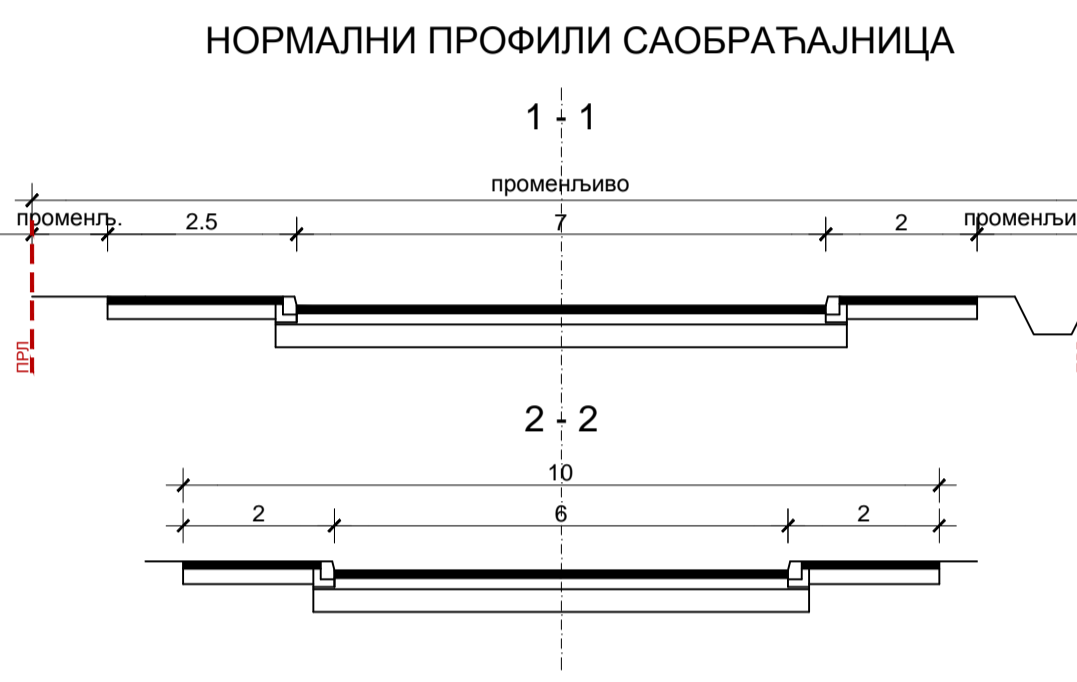 НОРМАЛНИ ПРОФИЛИ САОБРАЋАЈНИЦА
1 - 1
променљиво
променљ. 2.5 7 2 променљи
ПРЛ
2 - 2
10
2 6 2